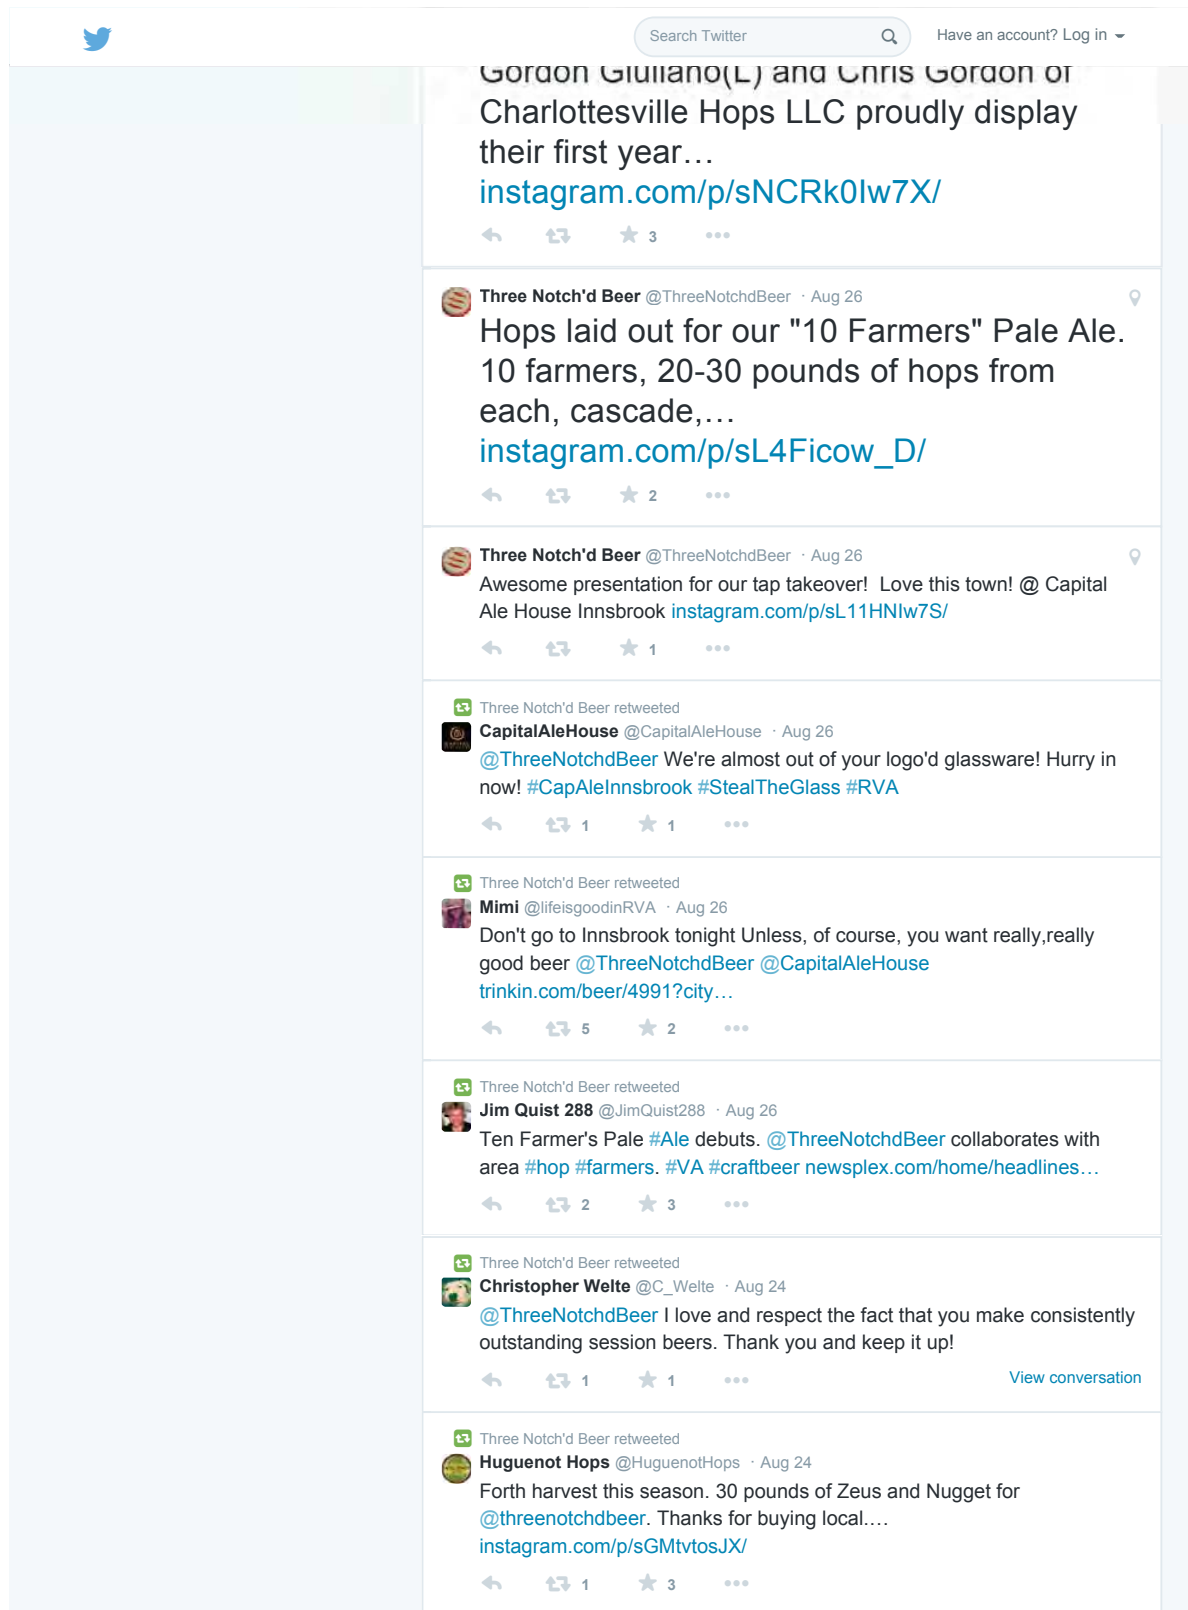 Search Twitter
Have an account? Log in
Gordon Giuliano(L) and Chris Gordon of
Charlottesville Hops LLC proudly display
their first year…
instagram.com/p/sNCRk0Iw7X/
3
Three Notch'd Beer @ThreeNotchdBeer · Aug 26
Hops laid out for our "10 Farmers" Pale Ale.
10 farmers, 20-30 pounds of hops from
each, cascade,…
instagram.com/p/sL4Ficow_D/
2
Three Notch'd Beer @ThreeNotchdBeer · Aug 26
Awesome presentation for our tap takeover! Love this town! @ Capital
Ale House Innsbrook instagram.com/p/sL11HNIw7S/
1
Three Notch'd Beer retweeted
CapitalAleHouse @CapitalAleHouse · Aug 26
@ThreeNotchdBeer We're almost out of your logo'd glassware! Hurry in
now! #CapAleInnsbrook #StealTheGlass #RVA
1 1
Three Notch'd Beer retweeted
Mimi @lifeisgoodinRVA · Aug 26
Don't go to Innsbrook tonight Unless, of course, you want really,really
good beer @ThreeNotchdBeer @CapitalAleHouse
trinkin.com/beer/4991?city…
5 2
Three Notch'd Beer retweeted
Jim Quist 288 @JimQuist288 · Aug 26
Ten Farmer's Pale #Ale debuts. @ThreeNotchdBeer collaborates with
area #hop #farmers. #VA #craftbeer newsplex.com/home/headlines…
2 3
Three Notch'd Beer retweeted
Christopher Welte @C_Welte · Aug 24
@ThreeNotchdBeer I love and respect the fact that you make consistently
outstanding session beers. Thank you and keep it up!
1 1 View conversation
Three Notch'd Beer retweeted
Huguenot Hops @HuguenotHops · Aug 24
Forth harvest this season. 30 pounds of Zeus and Nugget for
@threenotchdbeer. Thanks for buying local.…
instagram.com/p/sGMtvtosJX/
1 3